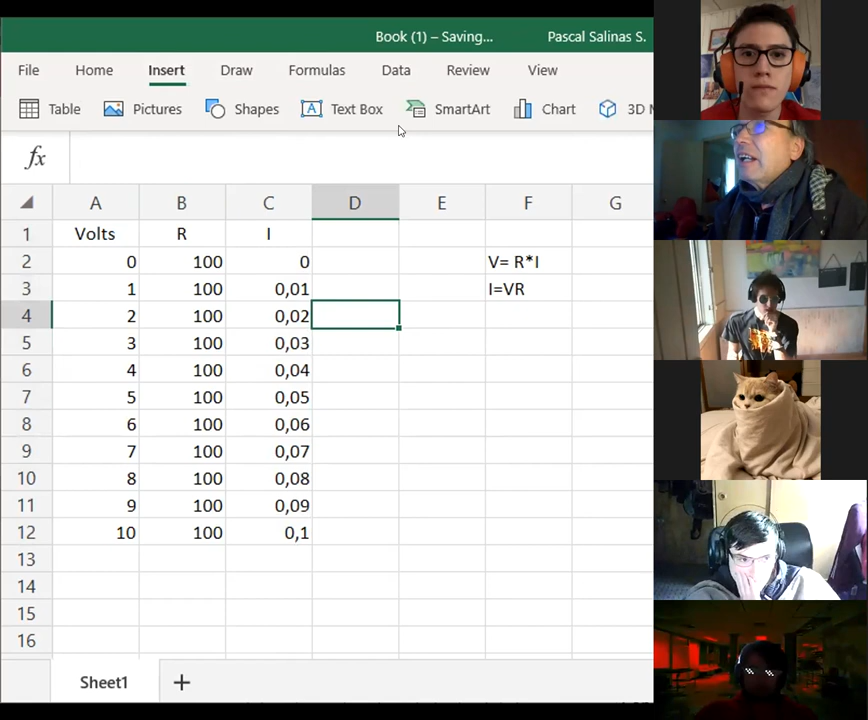 Book (1) – Saving... Pascal Salinas S.
File Home Insert Draw Formulas Data Review View
Table Pictures Shapes Text Box SmartArt Chart 3D M
fx
A B C D E F G
1 Volts R I
2 0 100 0 V= R*I
3 1 100 0,01 I=VR
4 2 100 0,02
5 3 100 0,03
6 4 100 0,04
7 5 100 0,05
8 6 100 0,06
9 7 100 0,07
10 8 100 0,08
11 9 100 0,09
12 10 100 0,1
13
14
15
16
Sheet1 +